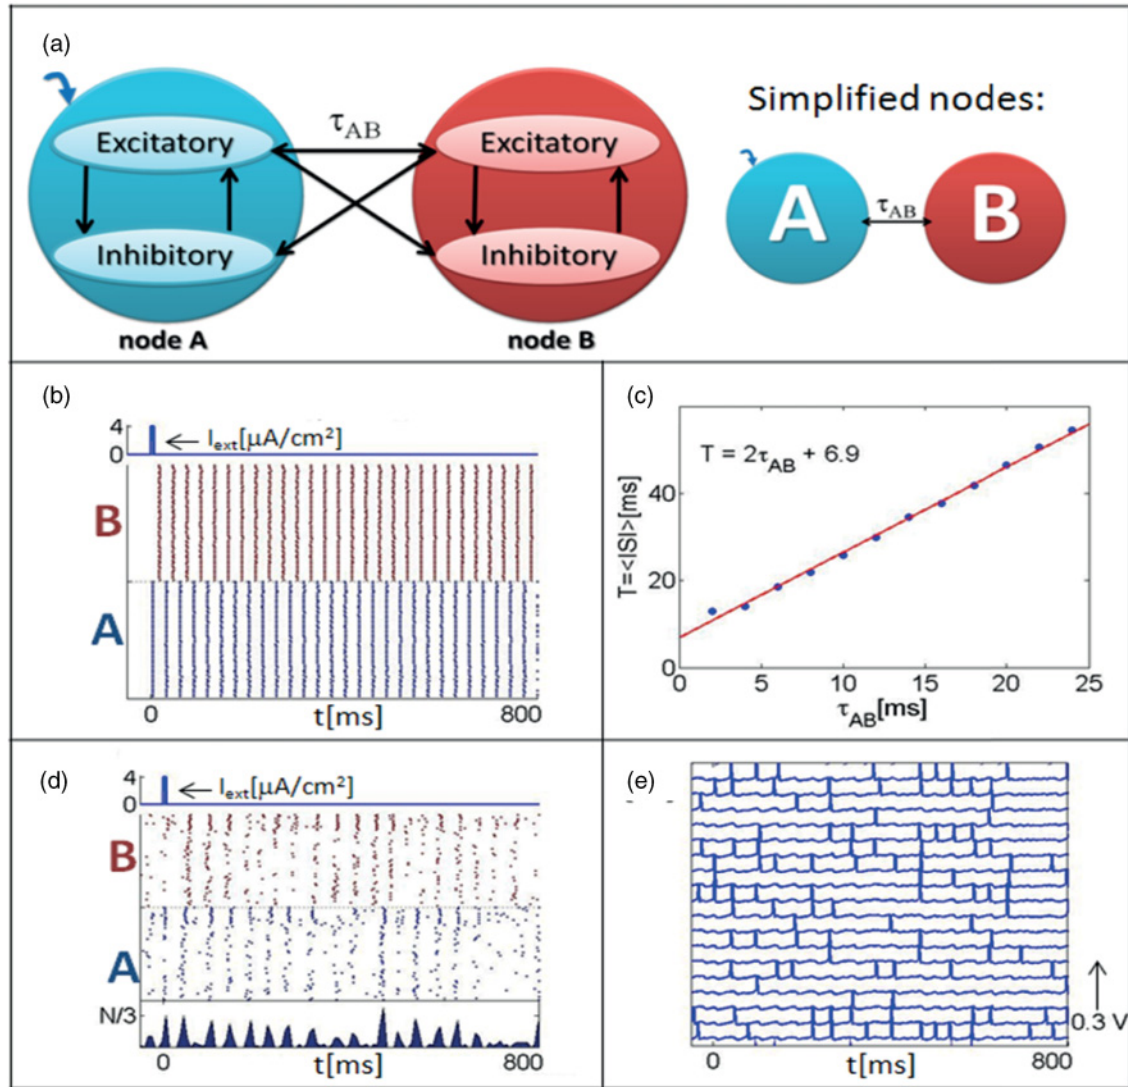 (a)
τAB
Simplified nodes:
Excitatory
Excitatory
Inhibitory
Inhibitory
A
τAB
B
node A
node B
(b)
4
0
Iext[μA/cm²]
B
A
0
t[ms]
800
(c)
T = 2τAB + 6.9
T=<|S|>[ms]
40
20
0
0
5
10
15
20
25
τAB[ms]
(d)
4
0
Iext[μA/cm²]
B
A
N/3
0
t[ms]
800
(e)
0.3 V
0
t[ms]
800